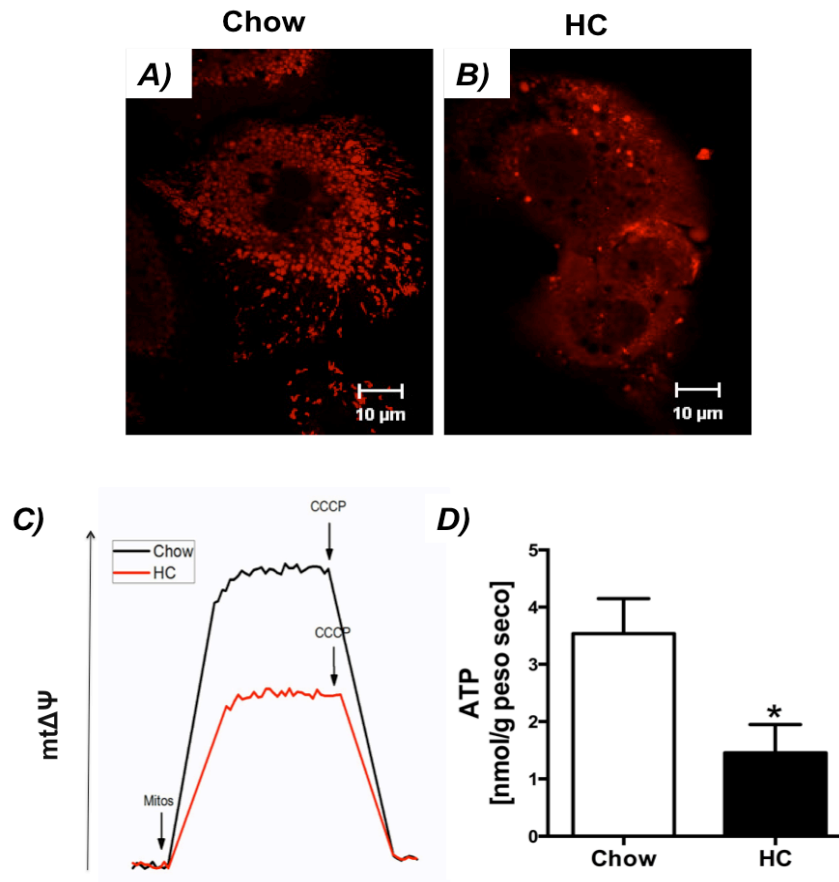 Chow
HC
A)
B)
10 µm
10 µm
C)
CCCP
Chow
HC
CCCP
Mitos
mtΔΨ
D)
ATP
[nmol/g peso seco]
5
4
3
2
1
0
*
Chow
HC